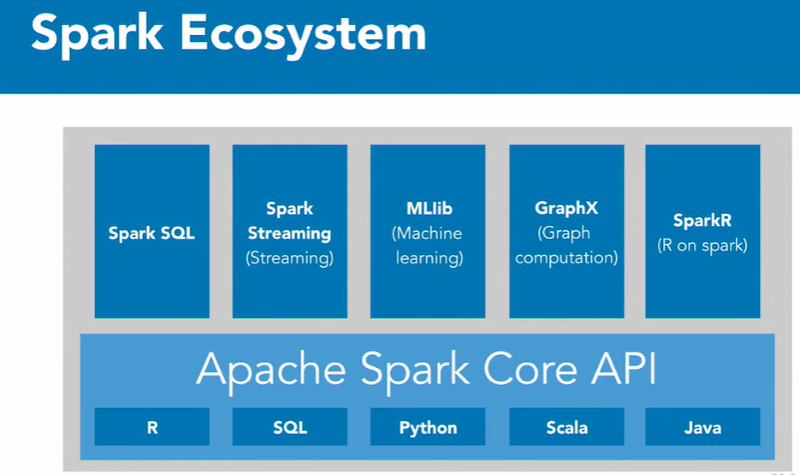 Spark Ecosystem
Spark SQL
Spark
Streaming
(Streaming)
MLlib
(Machine
learning)
GraphX
(Graph
computation)
SparkR
(R on spark)
Apache Spark Core API
R
SQL
Python
Scala
Java